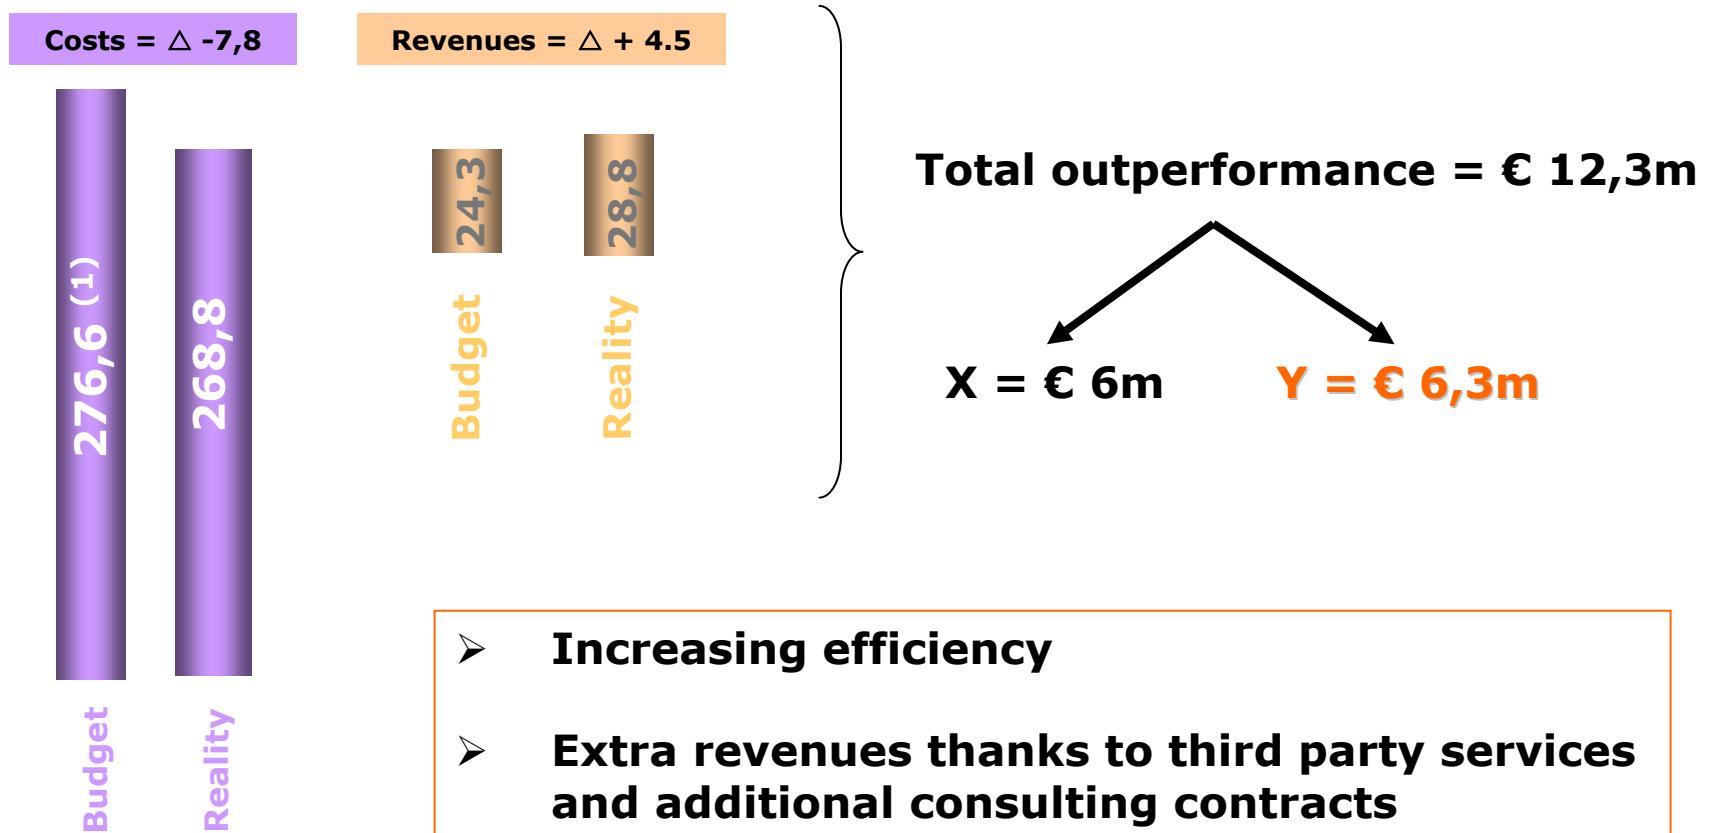 Costs = △ -7,8
Revenues = △ + 4.5
276,6 (1)
268,8
Budget
Reality
24,3
28,8
Budget
Reality
Total outperformance = € 12,3m
X = € 6m
Y = € 6,3m
➢ Increasing efficiency
➢ Extra revenues thanks to third party services
and additional consulting contracts